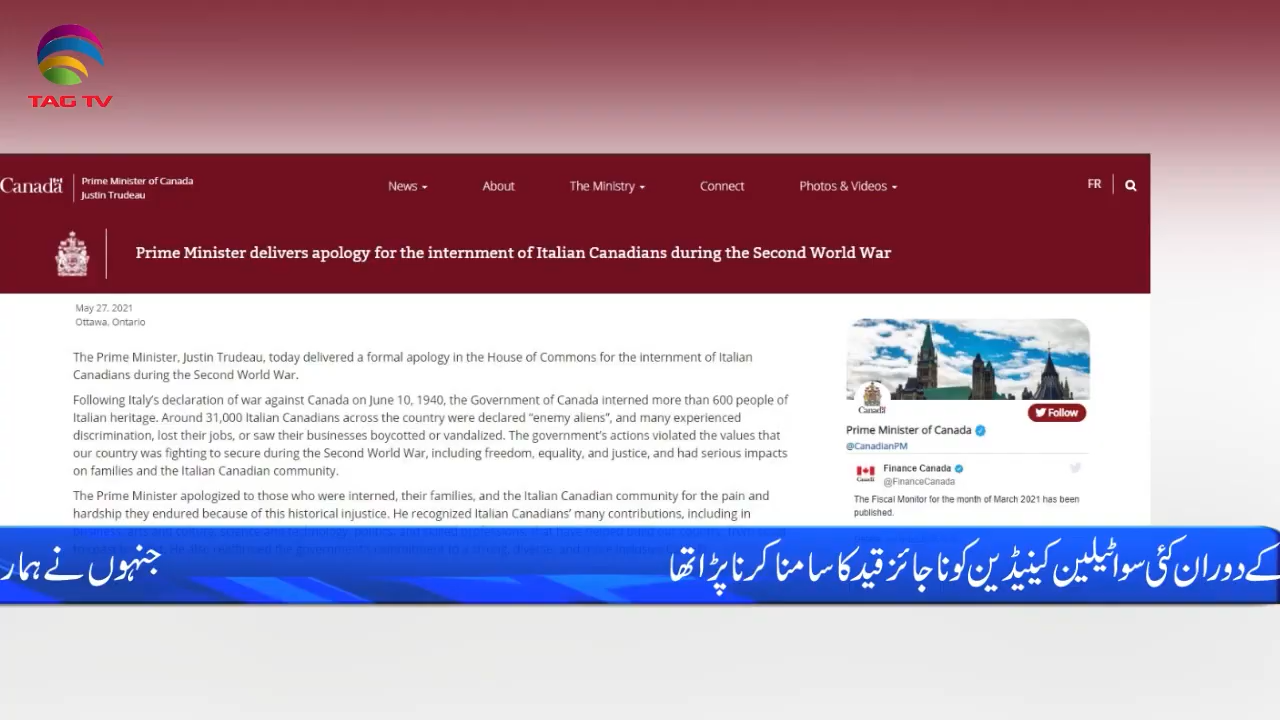 TAG TV
Canada
Prime Minister of Canada
Justin Trudeau
News
About
The Ministry
Connect
Photos & Videos
FR
Prime Minister delivers apology for the internment of Italian Canadians during the Second World War
May 27, 2021
Ottawa, Ontario
The Prime Minister, Justin Trudeau, today delivered a formal apology in the House of Commons for the internment of Italian
Canadians during the Second World War.
Following Italy's declaration of war against Canada on June 10, 1940, the Government of Canada interned more than 600 people of
Italian heritage. Around 31,000 Italian Canadians across the country were declared "enemy aliens", and many experienced
discrimination, lost their jobs, or saw their businesses boycotted or vandalized. The government's actions violated the values that
our country was fighting to secure during the Second World War, including freedom, equality, and justice, and had serious impacts
on families and the Italian Canadian community.
The Prime Minister apologized to those who were interned, their families, and the Italian Canadian community for the pain and
hardship they endured because of this historical injustice. He recognized Italian Canadians' many contributions, including in
Canada
Follow
Prime Minister of Canada
@CanadianPM
Finance Canada
@FinanceCanada
The Fiscal Monitor for the month of March 2021 has been
published.
کے دوران کئی سو اٹیلین کینیڈین کو ناجائز قید کا سامنا کرنا پڑا تھا جنہوں نے ہمار